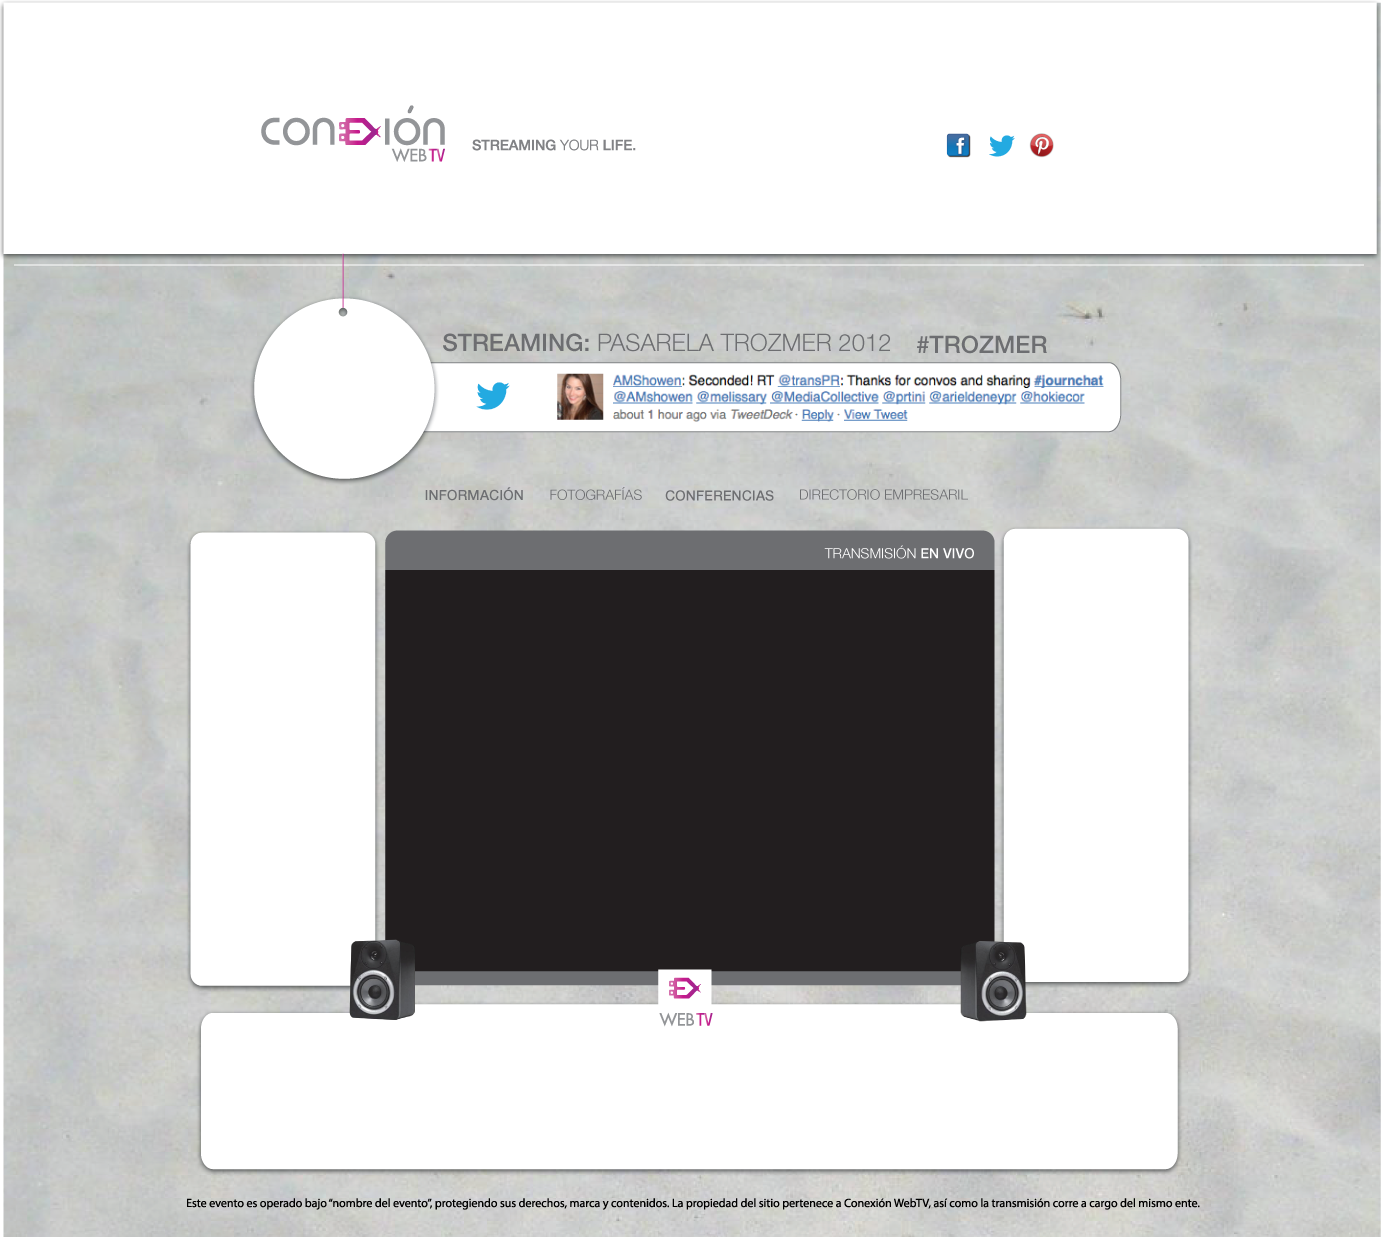 CONEXIÓN
WEB TV
STREAMING YOUR LIFE.
STREAMING: PASARELA TROZMER 2012 #TROZMER
AMShowen: Seconded! RT @transPR: Thanks for convos and sharing #journchat
@AMshowen @melissary @MediaCollective @prtini @arieldeneypr @hokiecor
about 1 hour ago via TweetDeck · Reply · View Tweet
INFORMACIÓN FOTOGRAFÍAS CONFERENCIAS DIRECTORIO EMPRESARIL
TRANSMISIÓN EN VIVO
WEB TV
Este evento es operado bajo “nombre del evento”, protegiendo sus derechos, marca y contenidos. La propiedad del sitio pertenece a Conexión WebTV, así como la transmisión corre a cargo del mismo ente.